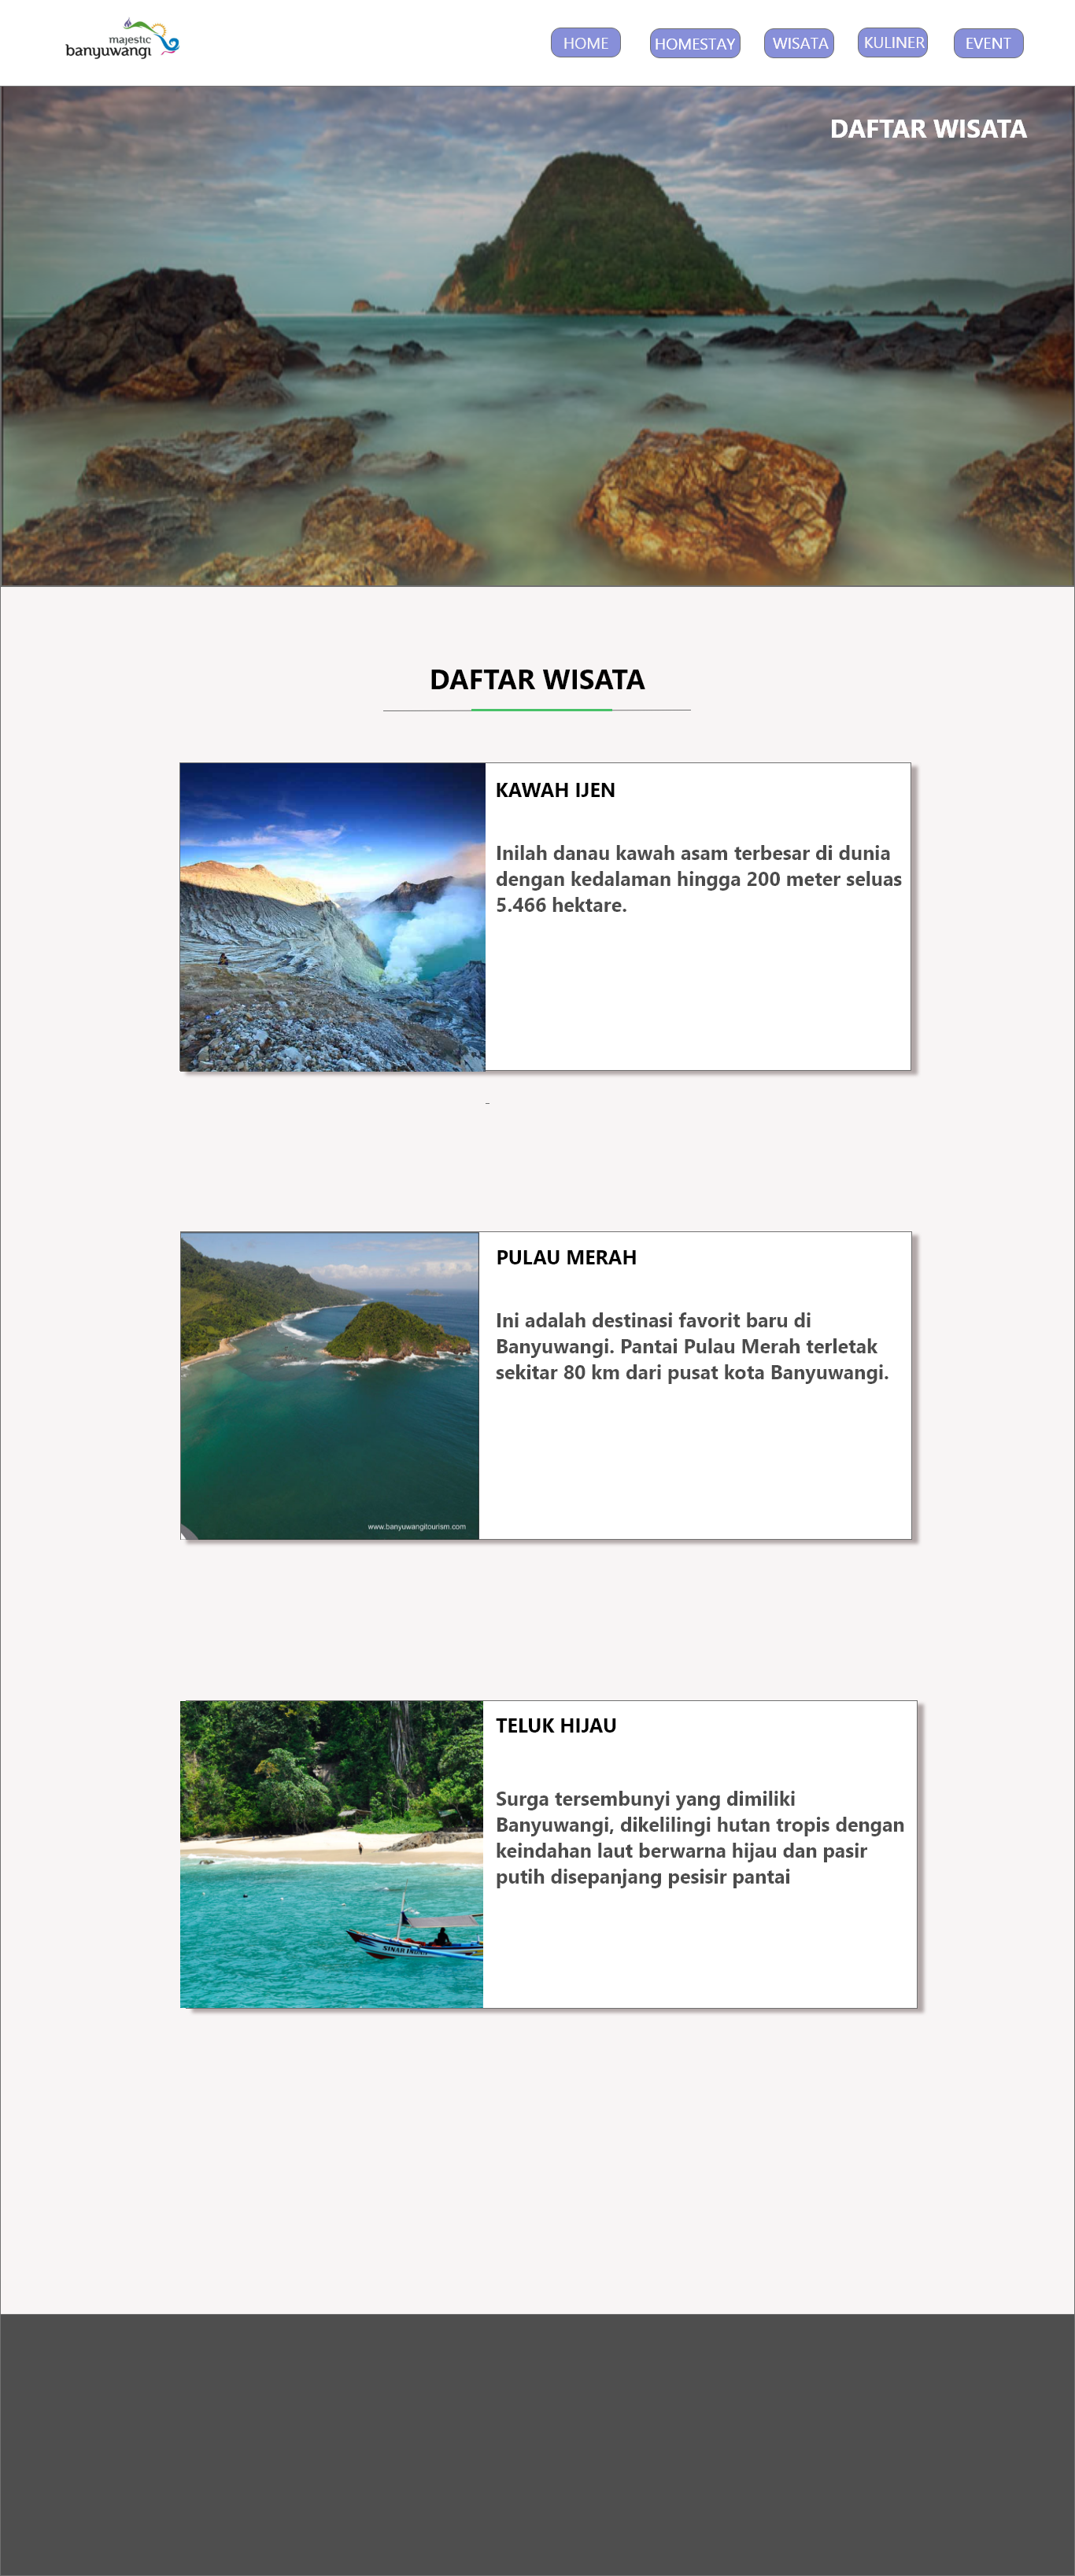 majestic
banyuwangi
HOME HOMESTAY WISATA KULINER EVENT
DAFTAR WISATA
DAFTAR WISATA
KAWAH IJEN
Inilah danau kawah asam terbesar di dunia
dengan kedalaman hingga 200 meter seluas
5.466 hektare.
PULAU MERAH
Ini adalah destinasi favorit baru di
Banyuwangi. Pantai Pulau Merah terletak
sekitar 80 km dari pusat kota Banyuwangi.
www.banyuwangitourism.com
TELUK HIJAU
Surga tersembunyi yang dimiliki
Banyuwangi, dikelilingi hutan tropis dengan
keindahan laut berwarna hijau dan pasir
putih disepanjang pesisir pantai
SINAR